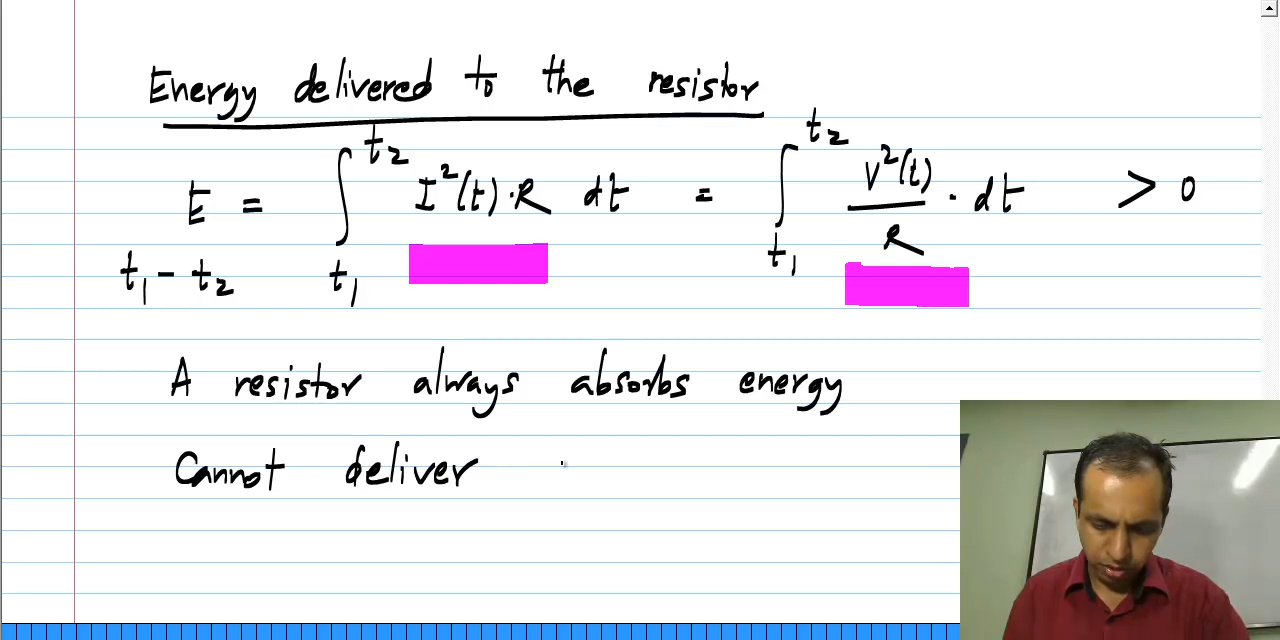 Energy delivered to the resistor
E t₁ - t₂ = ∫ t₁ t₂ I²(t) · R dt = ∫ t₁ t₂ V²(t) / R · dt > 0
A resistor always absorbs energy
Cannot deliver